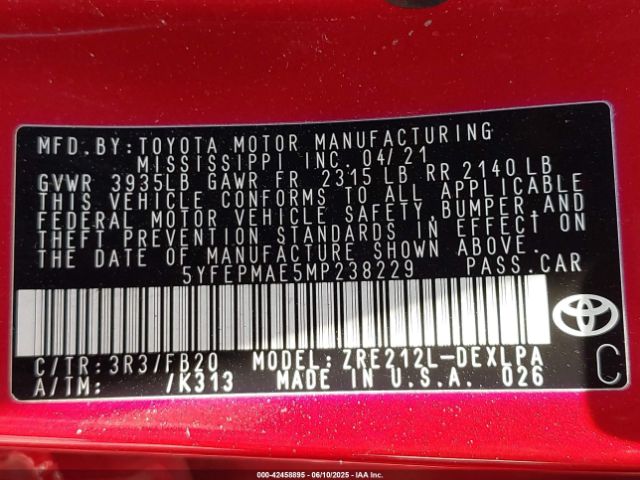 MFD. BY: TOYOTA MOTOR MANUFACTURING
MISSISSIPPI INC. 04/21
GVWR 3935LB GAWR FR 2315 LB RR 2140 LB
THIS VEHICLE CONFORMS TO ALL APPLICABLE
FEDERAL MOTOR VEHICLE SAFETY, BUMPER, AND
THEFT PREVENTION STANDARDS IN EFFECT ON
THE DATE OF MANUFACTURE SHOWN ABOVE.
5YFEPMAE5MP238229 PASS. CAR
C/TR: 3R3/FB20 MODEL: ZRE212L-DEXLPA
A/TM: /K313 MADE IN U.S.A. 026
C
000-42458895 - 06/10/2025 - IAA